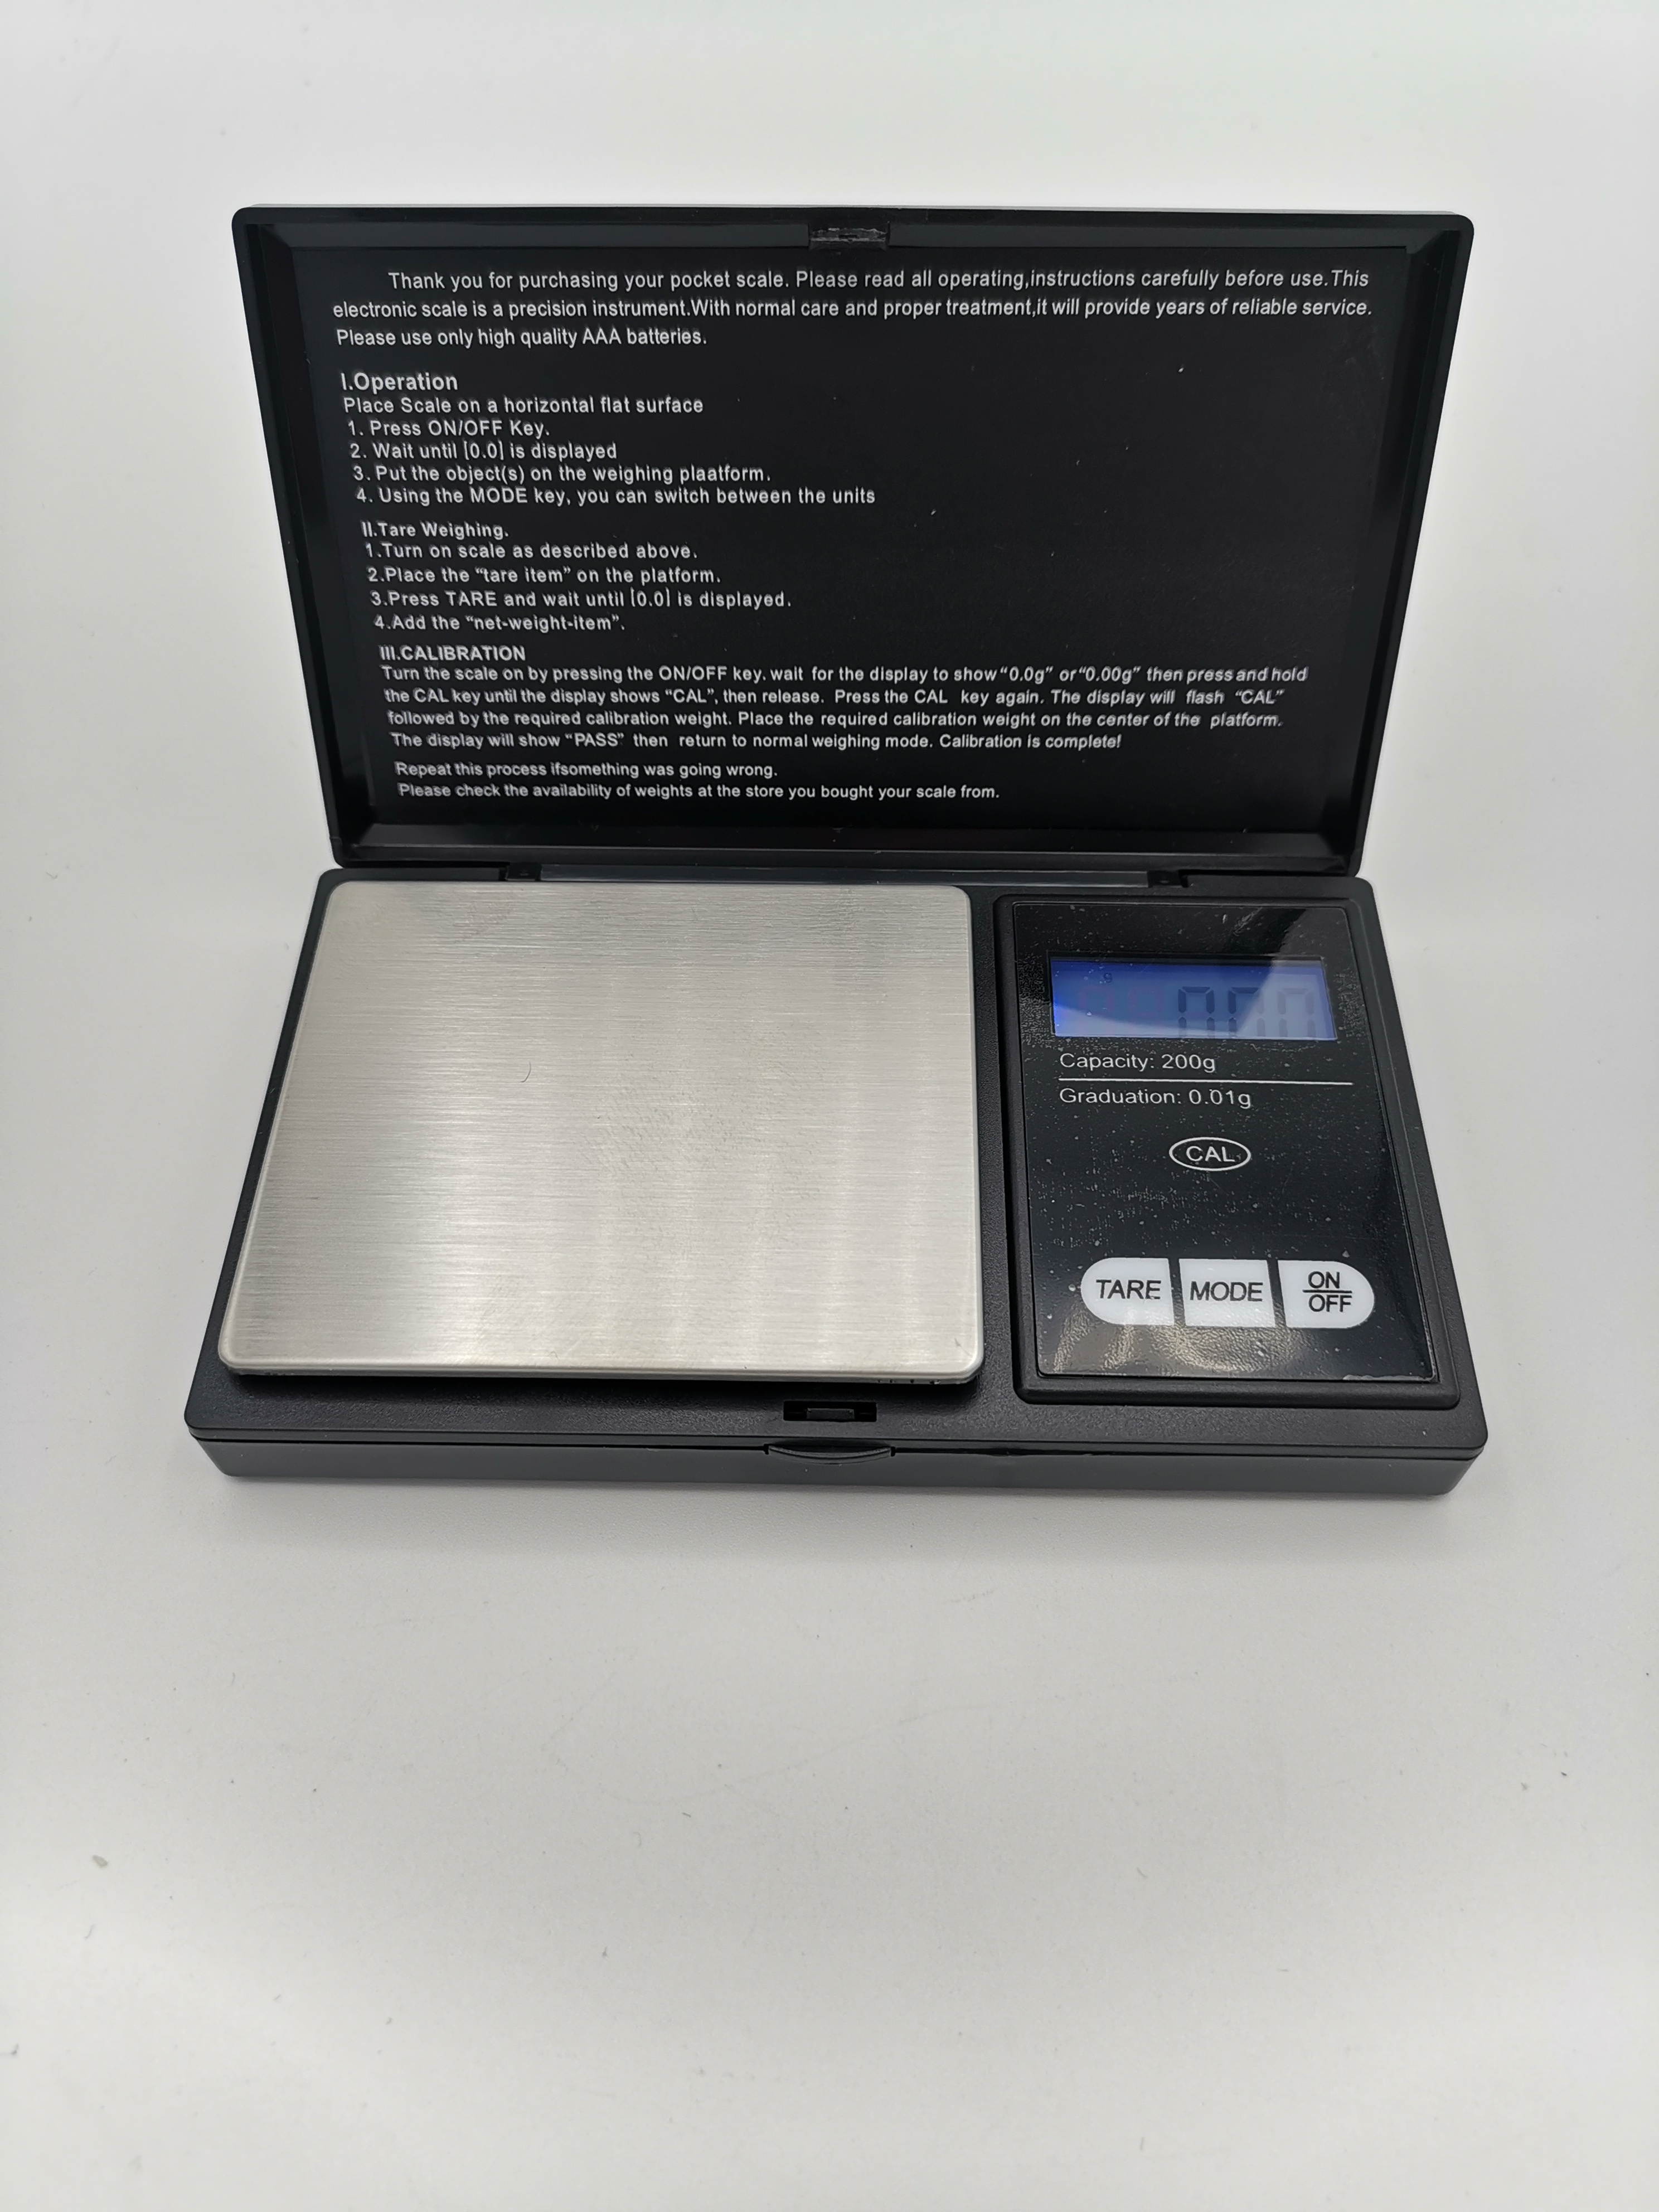 Thank you for purchasing your pocket scale. Please read all operating,instructions carefully before use.This
electronic scale is a precision instrument.With normal care and proper treatment,it will provide years of reliable service.
Please use only high quality AAA batteries.
I.Operation
Place Scale on a horizontal flat surface
1. Press ON/OFF Key.
2. Wait until [0.0] is displayed
3. Put the object(s) on the weighing plaatform.
4. Using the MODE key, you can switch between the units
II.Tare Weighing.
1.Turn on scale as described above.
2.Place the “tare item” on the platform.
3.Press TARE and wait until [0.0] is displayed.
4.Add the “net-weight-item”.
III.CALIBRATION
Turn the scale on by pressing the ON/OFF key. wait for the display to show “0.0g” or “0.00g” then press and hold
the CAL key until the display shows “CAL”, then release. Press the CAL key again. The display will flash “CAL”
followed by the required calibration weight. Place the required calibration weight on the center of the platform.
The display will show “PASS” then return to normal weighing mode. Calibration is complete!
Repeat this process ifsomething was going wrong.
Please check the availability of weights at the store you bought your scale from.
g
Capacity: 200g
Graduation: 0.01g
CAL
TARE MODE ON/OFF